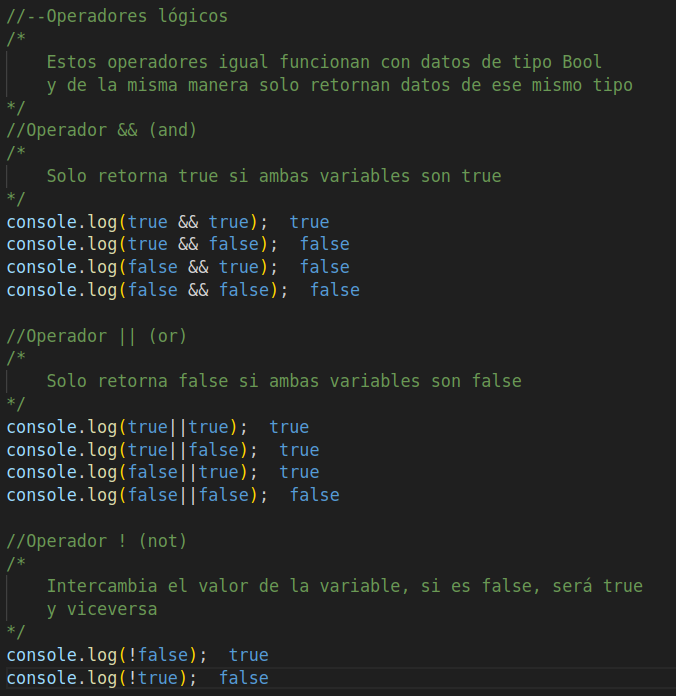 //--Operadores lógicos
/*
    Estos operadores igual funcionan con datos de tipo Bool
    y de la misma manera solo retornan datos de ese mismo tipo
*/
//Operador && (and)
/*
    Solo retorna true si ambas variables son true
*/
console.log(true && true);  true
console.log(true && false);  false
console.log(false && true);  false
console.log(false && false);  false

//Operador || (or)
/*
    Solo retorna false si ambas variables son false
*/
console.log(true||true);  true
console.log(true||false);  true
console.log(false||true);  true
console.log(false||false);  false

//Operador ! (not)
/*
    Intercambia el valor de la variable, si es false, será true
    y viceversa
*/
console.log(!false);  true
console.log(!true);  false